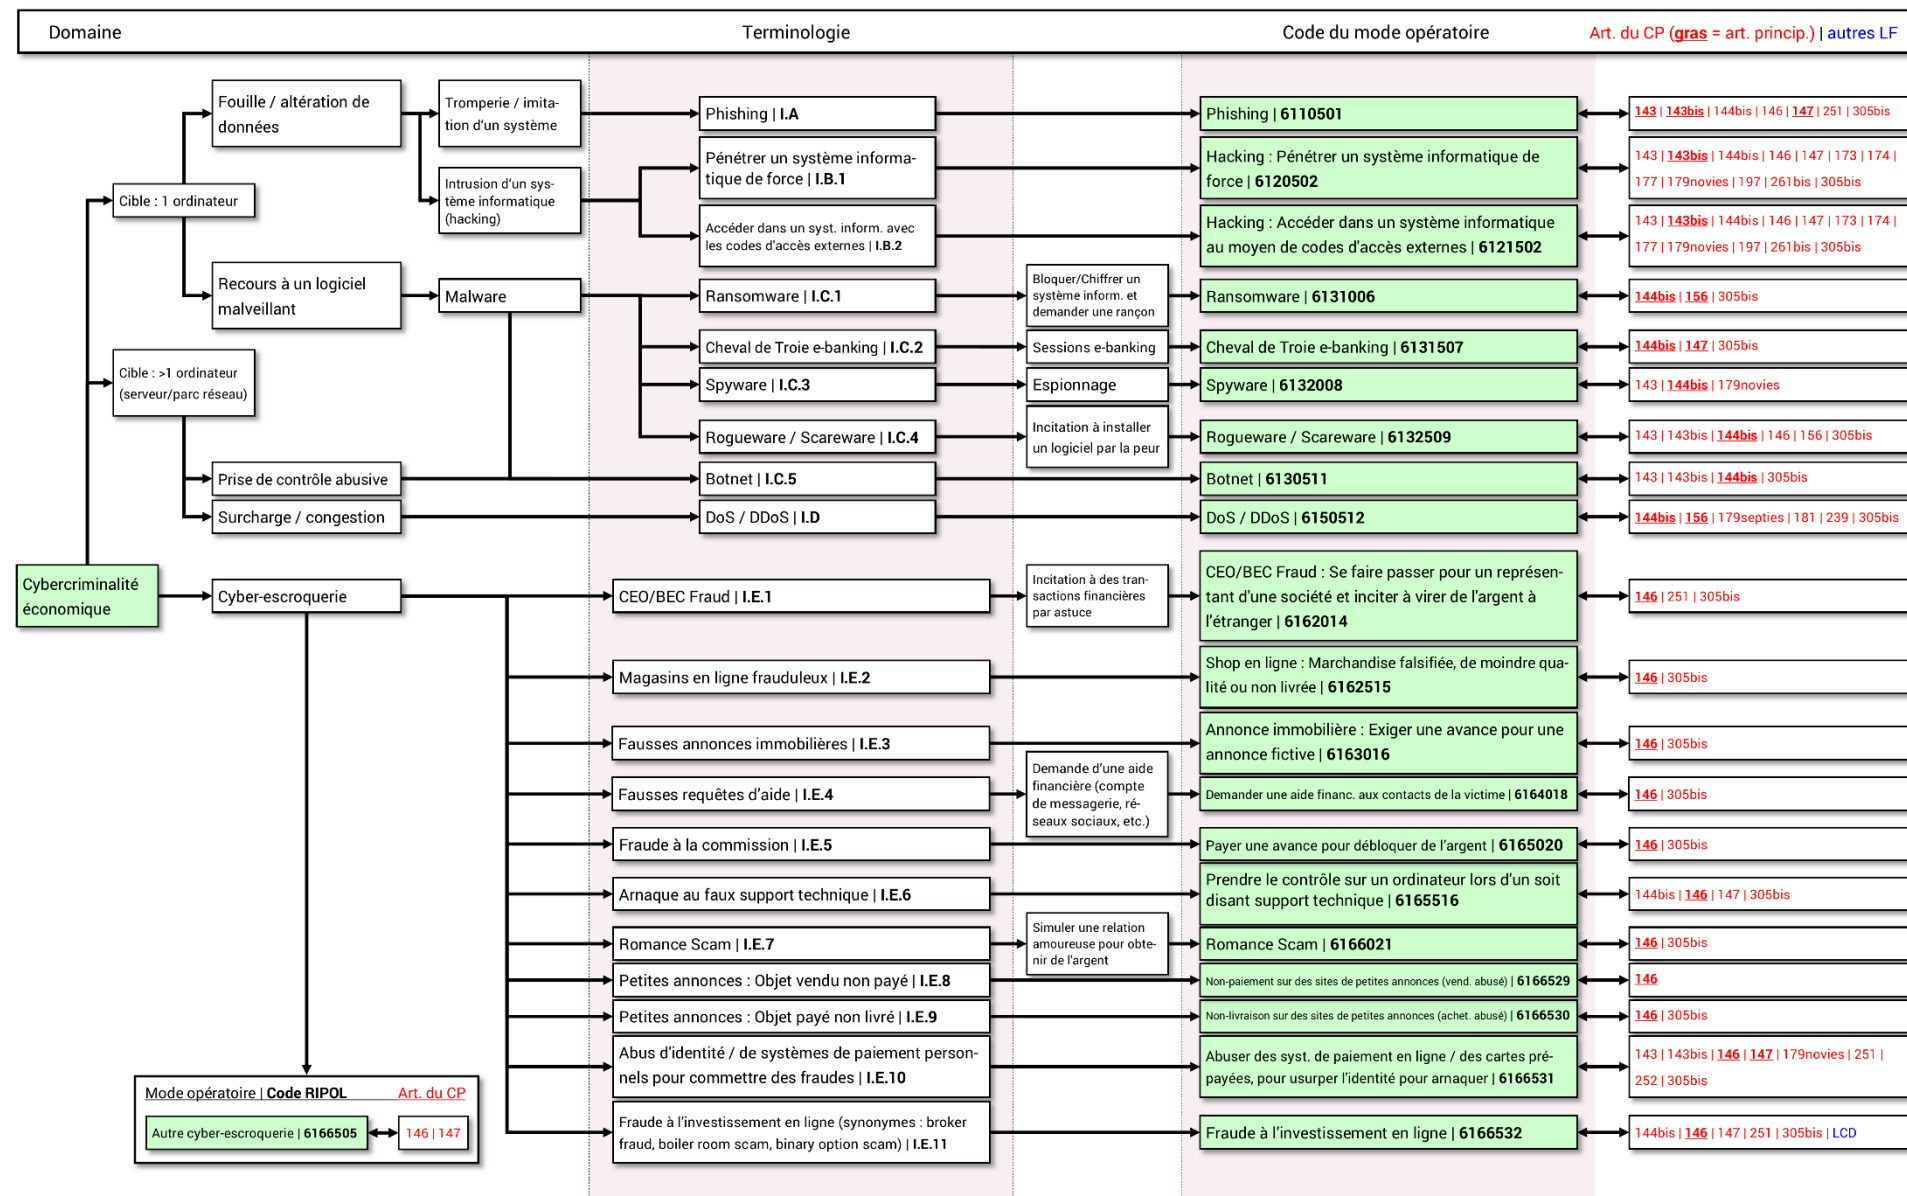 Domaine
Terminologie
Code du mode opératoire
Art. du CP (gras = art. princip.) | autres LF
Fouille / altération de
données
Tromperie / imita-
tion d'un système
Phishing | I.A
Phishing | 6110501
143 | 143bis | 144bis | 146 | 147 | 251 | 305bis
Cible : 1 ordinateur
Intrusion d'un sys-
tème informatique
(hacking)
Pénétrer un système informa-
tique de force | I.B.1
Hacking : Pénétrer un système informatique de
force | 6120502
143 | 143bis | 144bis | 146 | 147 | 173 | 174 |
177 | 179novies | 197 | 261bis | 305bis
Accéder dans un syst. inform. avec
les codes d'accès externes | I.B.2
Hacking : Accéder dans un système informatique
au moyen de codes d'accès externes | 6121502
143 | 143bis | 144bis | 146 | 147 | 173 | 174 |
177 | 179novies | 197 | 261bis | 305bis
Recours à un logiciel
malveillant
Malware
Ransomware | I.C.1
Bloquer/Chiffrer un
système inform. et
demander une rançon
Ransomware | 6131006
144bis | 156 | 305bis
Cheval de Troie e-banking | I.C.2
Sessions e-banking
Cheval de Troie e-banking | 6131507
144bis | 147 | 305bis
Cible : >1 ordinateur
(serveur/parc réseau)
Spyware | I.C.3
Espionnage
Spyware | 6132008
143 | 144bis | 179novies
Rogueware / Scareware | I.C.4
Incitation à installer
un logiciel par la peur
Rogueware / Scareware | 6132509
143 | 143bis | 144bis | 146 | 156 | 305bis
Prise de contrôle abusive
Botnet | I.C.5
Botnet | 6130511
143 | 143bis | 144bis | 305bis
Surcharge / congestion
DoS / DDoS | I.D
DoS / DDoS | 6150512
144bis | 156 | 179septies | 181 | 239 | 305bis
Cybercriminalité
économique
Cyber-escroquerie
CEO/BEC Fraud | I.E.1
Incitation à des tran-
sactions financières
par astuce
CEO/BEC Fraud : Se faire passer pour un représen-
tant d'une société et inciter à virer de l'argent à
l'étranger | 6162014
146 | 251 | 305bis
Magasins en ligne frauduleux | I.E.2
Shop en ligne : Marchandise falsifiée, de moindre qua-
lité ou non livrée | 6162515
146 | 305bis
Fausses annonces immobilières | I.E.3
Annonce immobilière : Exiger une avance pour une
annonce fictive | 6163016
146 | 305bis
Fausses requêtes d'aide | I.E.4
Demande d'une aide
financière (compte
de messagerie, ré-
seaux sociaux, etc.)
Demander une aide financ. aux contacts de la victime | 6164018
146 | 305bis
Fraude à la commission | I.E.5
Payer une avance pour débloquer de l'argent | 6165020
146 | 305bis
Arnaque au faux support technique | I.E.6
Prendre le contrôle sur un ordinateur lors d'un soit
disant support technique | 6165516
144bis | 146 | 147 | 305bis
Romance Scam | I.E.7
Simuler une relation
amoureuse pour obte-
nir de l'argent
Romance Scam | 6166021
146 | 305bis
Petites annonces : Objet vendu non payé | I.E.8
Non-paiement sur des sites de petites annonces (vend. abusé) | 6166529
146
Petites annonces : Objet payé non livré | I.E.9
Non-livraison sur des sites de petites annonces (achet. abusé) | 6166530
146 | 305bis
Abus d'identité / de systèmes de paiement person-
nels pour commettre des fraudes | I.E.10
Abuser des syst. de paiement en ligne / des cartes pré-
payées, pour usurper l'identité pour arnaquer | 6166531
143 | 143bis | 146 | 147 | 179novies | 251 |
252 | 305bis
Fraude à l'investissement en ligne (synonymes : broker
fraud, boiler room scam, binary option scam) | I.E.11
Fraude à l'investissement en ligne | 6166532
144bis | 146 | 147 | 251 | 305bis | LCD
Mode opératoire | Code RIPOL
Art. du CP
Autre cyber-escroquerie | 6166505
146 | 147